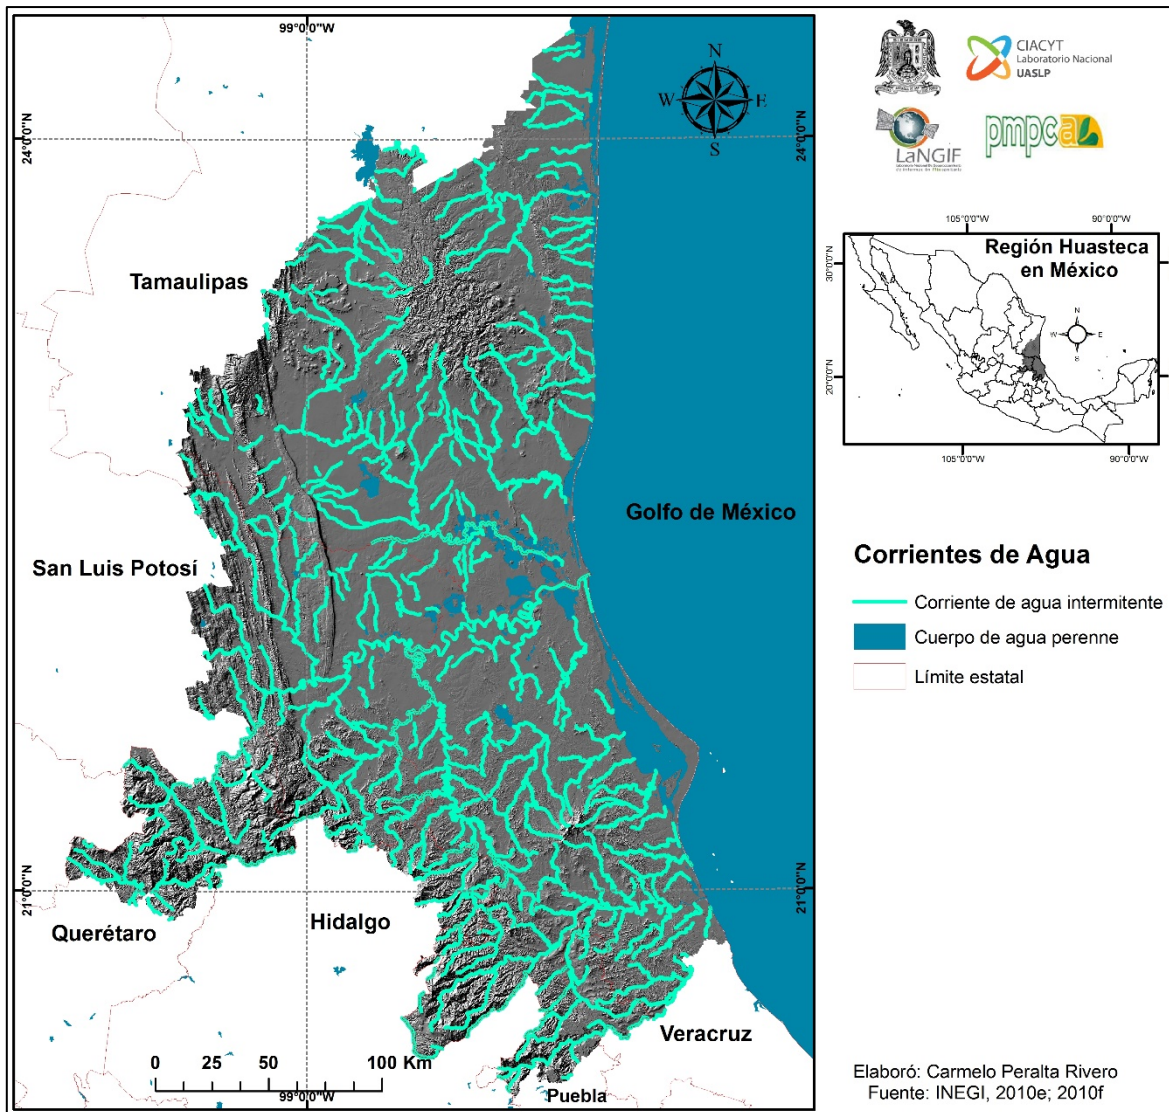 99°0'0"W
24°0'0"N
24°0'0"N
N
W
E
S
Tamaulipas
San Luis Potosí
Golfo de México
21°0'0"N
21°0'0"N
Querétaro
Hidalgo
Veracruz
Puebla
0 25 50 100 Km
99°0'0"W
CIACYT
Laboratorio Nacional
UASLP
LaNGIF
pmpca
105°0'0"W
90°0'0"W
Región Huasteca
en México
30°0'0"N
20°0'0"N
N
W
E
S
105°0'0"W
90°0'0"W
Corrientes de Agua
Corriente de agua intermitente
Cuerpo de agua perenne
Límite estatal
Elaboró: Carmelo Peralta Rivero
Fuente: INEGI, 2010e; 2010f